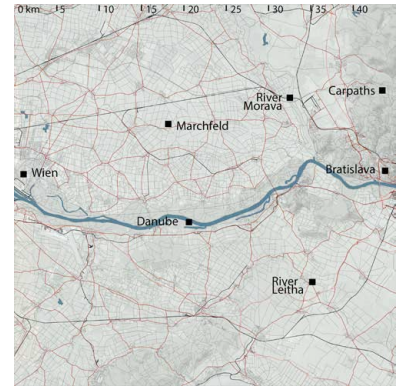 0 km 5 10 15 20 25 30 35 40
Carpaths
River
Morava
Marchfeld
Wien
Bratislava
Danube
River
Leitha